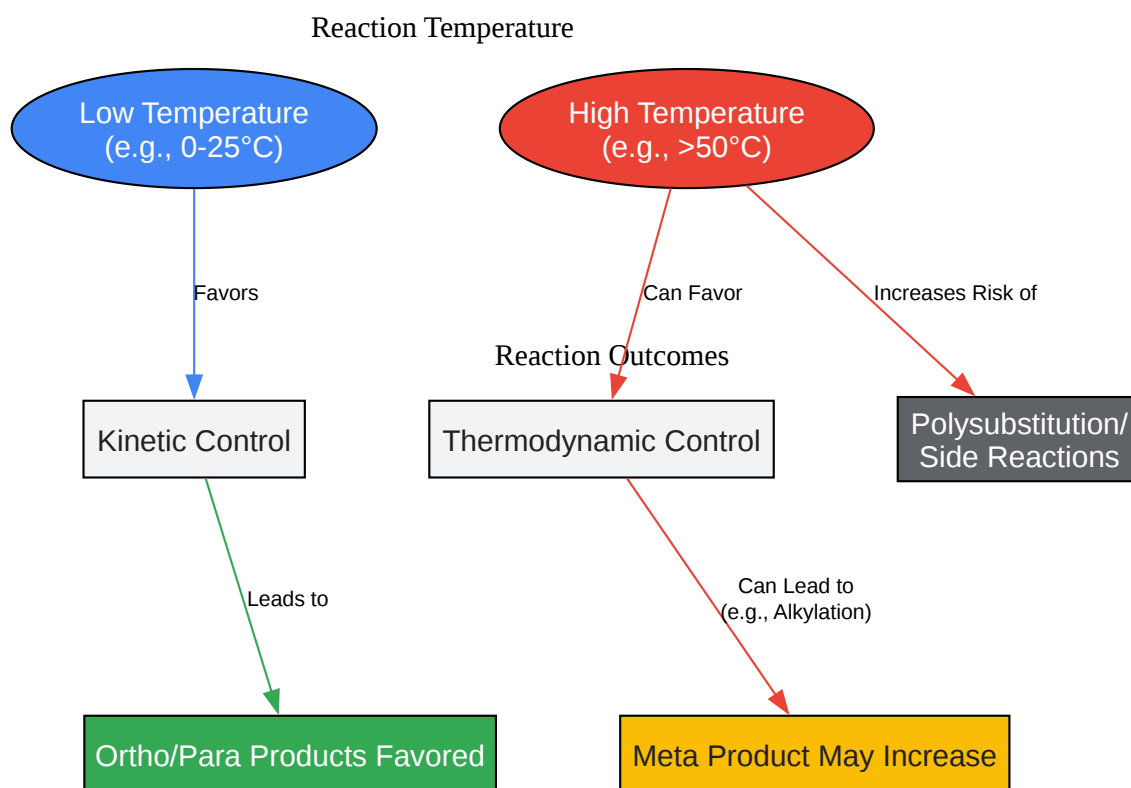 Reaction Temperature
Low Temperature
(e.g., 0-25°C)
High Temperature
(e.g., >50°C)
Favors
Can Favor
Increases Risk of
Reaction Outcomes
Kinetic Control
Thermodynamic Control
Polysubstitution/
Side Reactions
Leads to
Can Lead to
(e.g., Alkylation)
Ortho/Para Products Favored
Meta Product May Increase